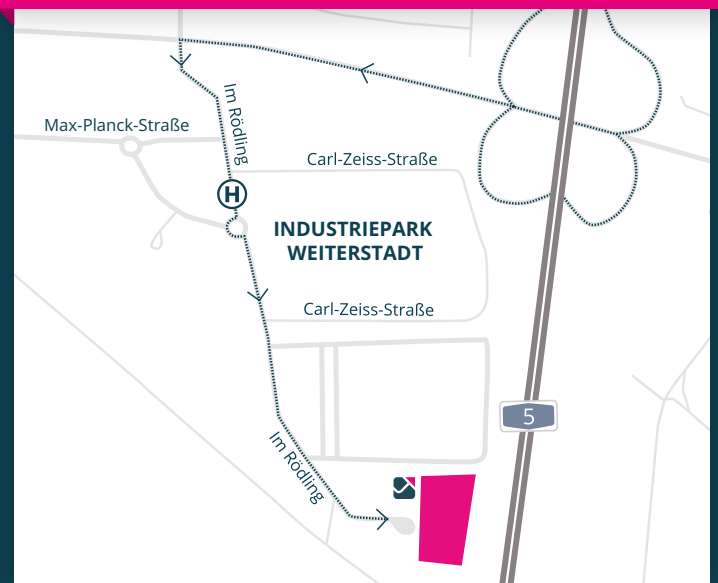 Im Rödling
Max-Planck-Straße
Carl-Zeiss-Straße
H
INDUSTRIEPARK
WEITERSTADT
Carl-Zeiss-Straße
5
Im Rödling